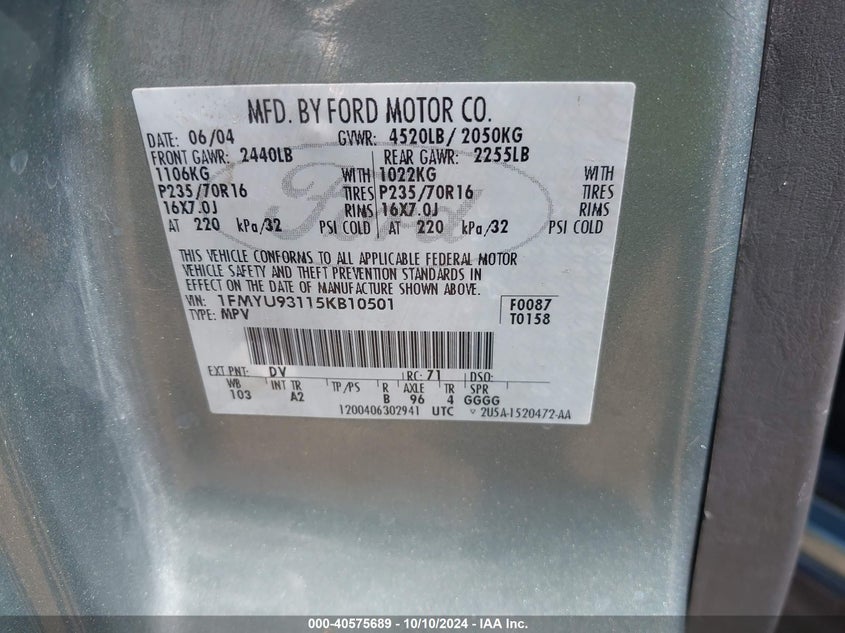 MFD. BY FORD MOTOR CO.
DATE: 06/04 GVWR: 4520LB/ 2050KG
FRONT GAWR: 2440LB REAR GAWR: 2255LB
1106KG WITH 1022KG WITH
P235/70R16 TIRES P235/70R16 TIRES
16X7.0J RIMS 16X7.0J RIMS
AT 220 kPa/32 PSI COLD AT 220 kPa/32 PSI COLD
Ford
THIS VEHICLE CONFORMS TO ALL APPLICABLE FEDERAL MOTOR
VEHICLE SAFETY AND THEFT PREVENTION STANDARDS IN
EFFECT ON THE DATE OF MANUFACTURE SHOWN ABOVE.
VIN: 1FMYU93115KB10501 F0087
TYPE: MPV T0158
EXT PNT: DV RC: 71 DSO:
WB INT TR TP/PS R AXLE TR SPR
103 A2 B 96 4 GGGG
1200406302941 UTC 2U5A-1520472-AA
000-40575689 - 10/10/2024 - IAA Inc.